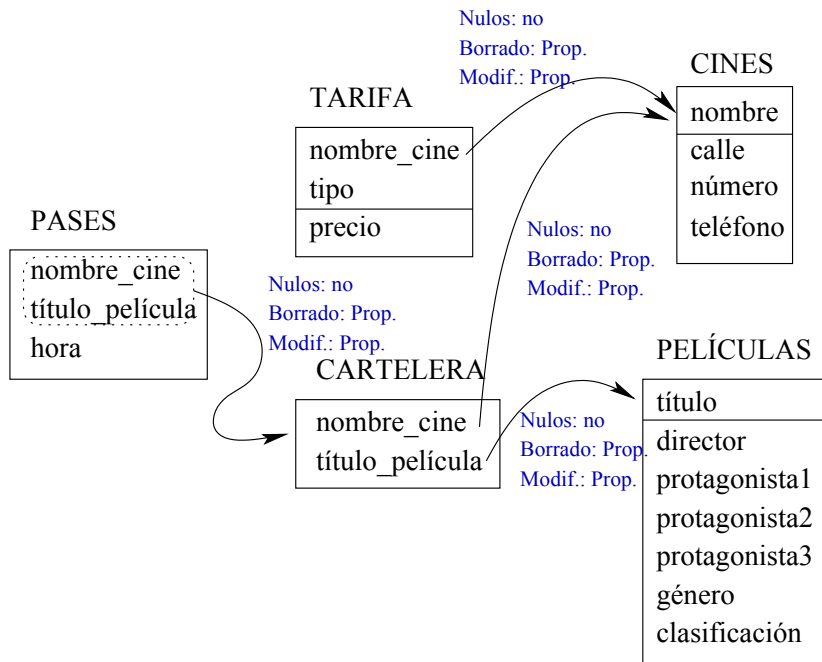 Nulos: no
Borrado: Prop.
Modif.: Prop.
CINES
nombre
calle
número
teléfono
TARIFA
nombre_cine
tipo
precio
PASES
nombre_cine
título_película
hora
Nulos: no
Borrado: Prop.
Modif.: Prop.
Nulos: no
Borrado: Prop.
Modif.: Prop.
CARTELERA
nombre_cine
título_película
Nulos: no
Borrado: Prop.
Modif.: Prop.
PELÍCULAS
título
director
protagonista1
protagonista2
protagonista3
género
clasificación